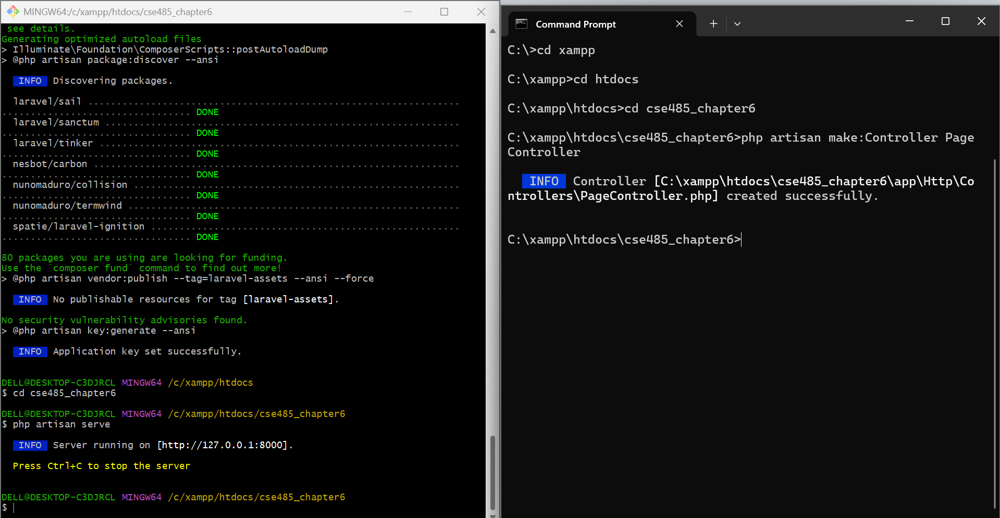 MINGW64:/c/xampp/htdocs/cse485_chapter6
see details.
Generating optimized autoload files
> Illuminate\Foundation\ComposerScripts::postAutoloadDump
> @php artisan package:discover --ansi
INFO Discovering packages.
laravel/sail .................................................................
................................. DONE
laravel/sanctum ..............................................................
................................. DONE
laravel/tinker ...............................................................
................................. DONE
nesbot/carbon ................................................................
................................. DONE
nunomaduro/collision .........................................................
................................. DONE
nunomaduro/termwind ..........................................................
................................. DONE
spatie/laravel-ignition ......................................................
................................. DONE
80 packages you are using are looking for funding.
Use the `composer fund` command to find out more!
> @php artisan vendor:publish --tag=laravel-assets --ansi --force
INFO No publishable resources for tag [laravel-assets].
No security vulnerability advisories found.
> @php artisan key:generate --ansi
INFO Application key set successfully.
DELL@DESKTOP-C3DJRCL MINGW64 /c/xampp/htdocs
$ cd cse485_chapter6
DELL@DESKTOP-C3DJRCL MINGW64 /c/xampp/htdocs/cse485_chapter6
$ php artisan serve
INFO Server running on [http://127.0.0.1:8000].
Press Ctrl+C to stop the server
DELL@DESKTOP-C3DJRCL MINGW64 /c/xampp/htdocs/cse485_chapter6
$
Command Prompt
C:\>cd xampp
C:\xampp>cd htdocs
C:\xampp\htdocs>cd cse485_chapter6
C:\xampp\htdocs\cse485_chapter6>php artisan make:Controller Page
Controller
INFO Controller [C:\xampp\htdocs\cse485_chapter6\app\Http\Co
ntrollers\PageController.php] created successfully.
C:\xampp\htdocs\cse485_chapter6>